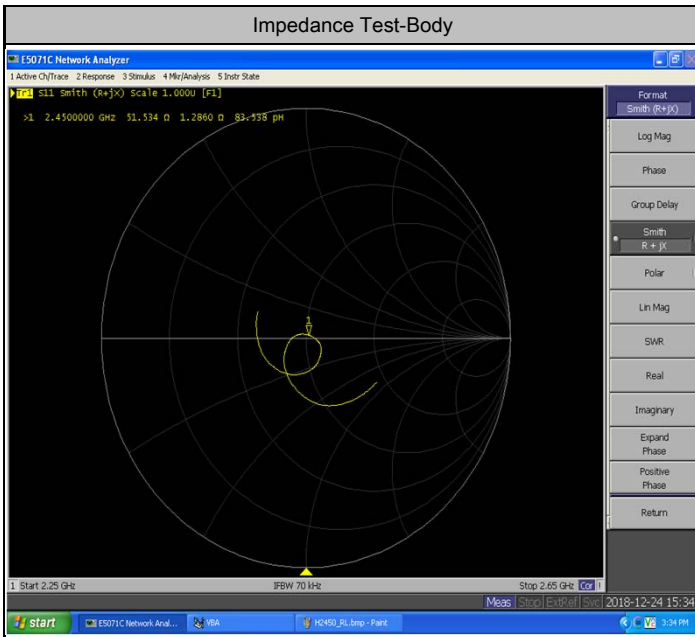 Impedance Test-Body
E5071C Network Analyzer
1 Active Ch/Trace 2 Response 3 Stimulus 4 Mkr/Analysis 5 Instr State
Tr1 S11 Smith (R+jX) Scale 1.000U [F1]
>1 2.4500000 GHz 51.534 Ω 1.2860 Ω 83.538 pH
1
Format
Smith (R+jX)
Log Mag
Phase
Group Delay
Smith
R + jX
Polar
Lin Mag
SWR
Real
Imaginary
Expand
Phase
Positive
Phase
Return
1 Start 2.25 GHz IFBW 70 kHz Stop 2.65 GHz Cor !
Meas Stop ExtRef Svc 2018-12-24 15:34
start E5071C Network Anal... VBA H2450_RL.bmp - Paint 3:34 PM